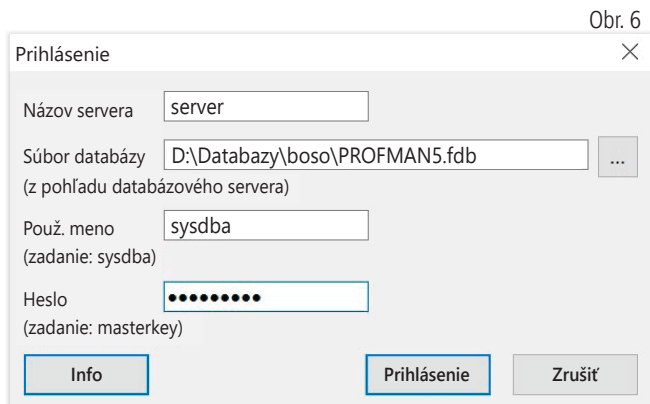 Obr. 6
Prihlásenie
Názov servera server
Súbor databázy D:\Databazy\boso\PROFMAN5.fdb ...
(z pohľadu databázového servera)
Použ. meno sysdba
(zadanie: sysdba)
Heslo •••••••••
(zadanie: masterkey)
Info Prihlásenie Zrušiť